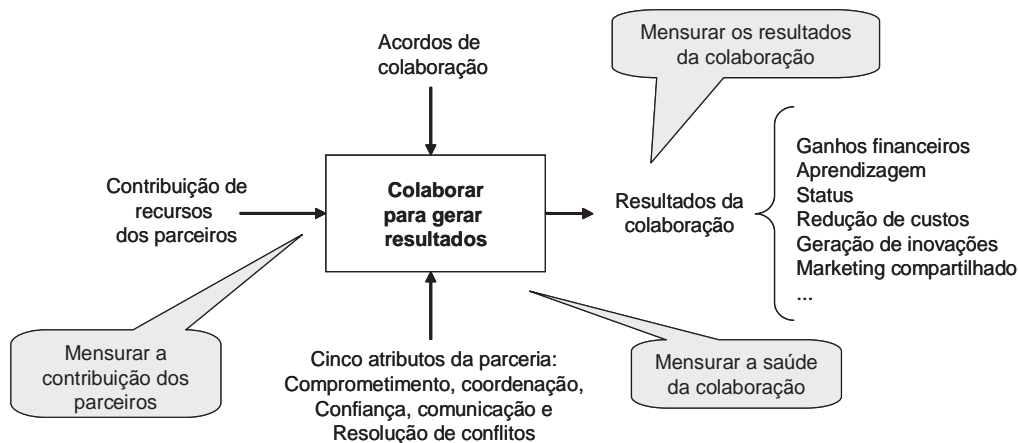 Acordos de
colaboração
Mensurar os resultados
da colaboração
Contribuição de
recursos
dos parceiros
Colaborar
para gerar
resultados
Resultados da
colaboração
Ganhos financeiros
Aprendizagem
Status
Redução de custos
Geração de inovações
Marketing compartilhado
...
Mensurar a
contribuição dos
parceiros
Cinco atributos da parceria:
Comprometimento, coordenação,
Confiança, comunicação e
Resolução de conflitos
Mensurar a saúde
da colaboração